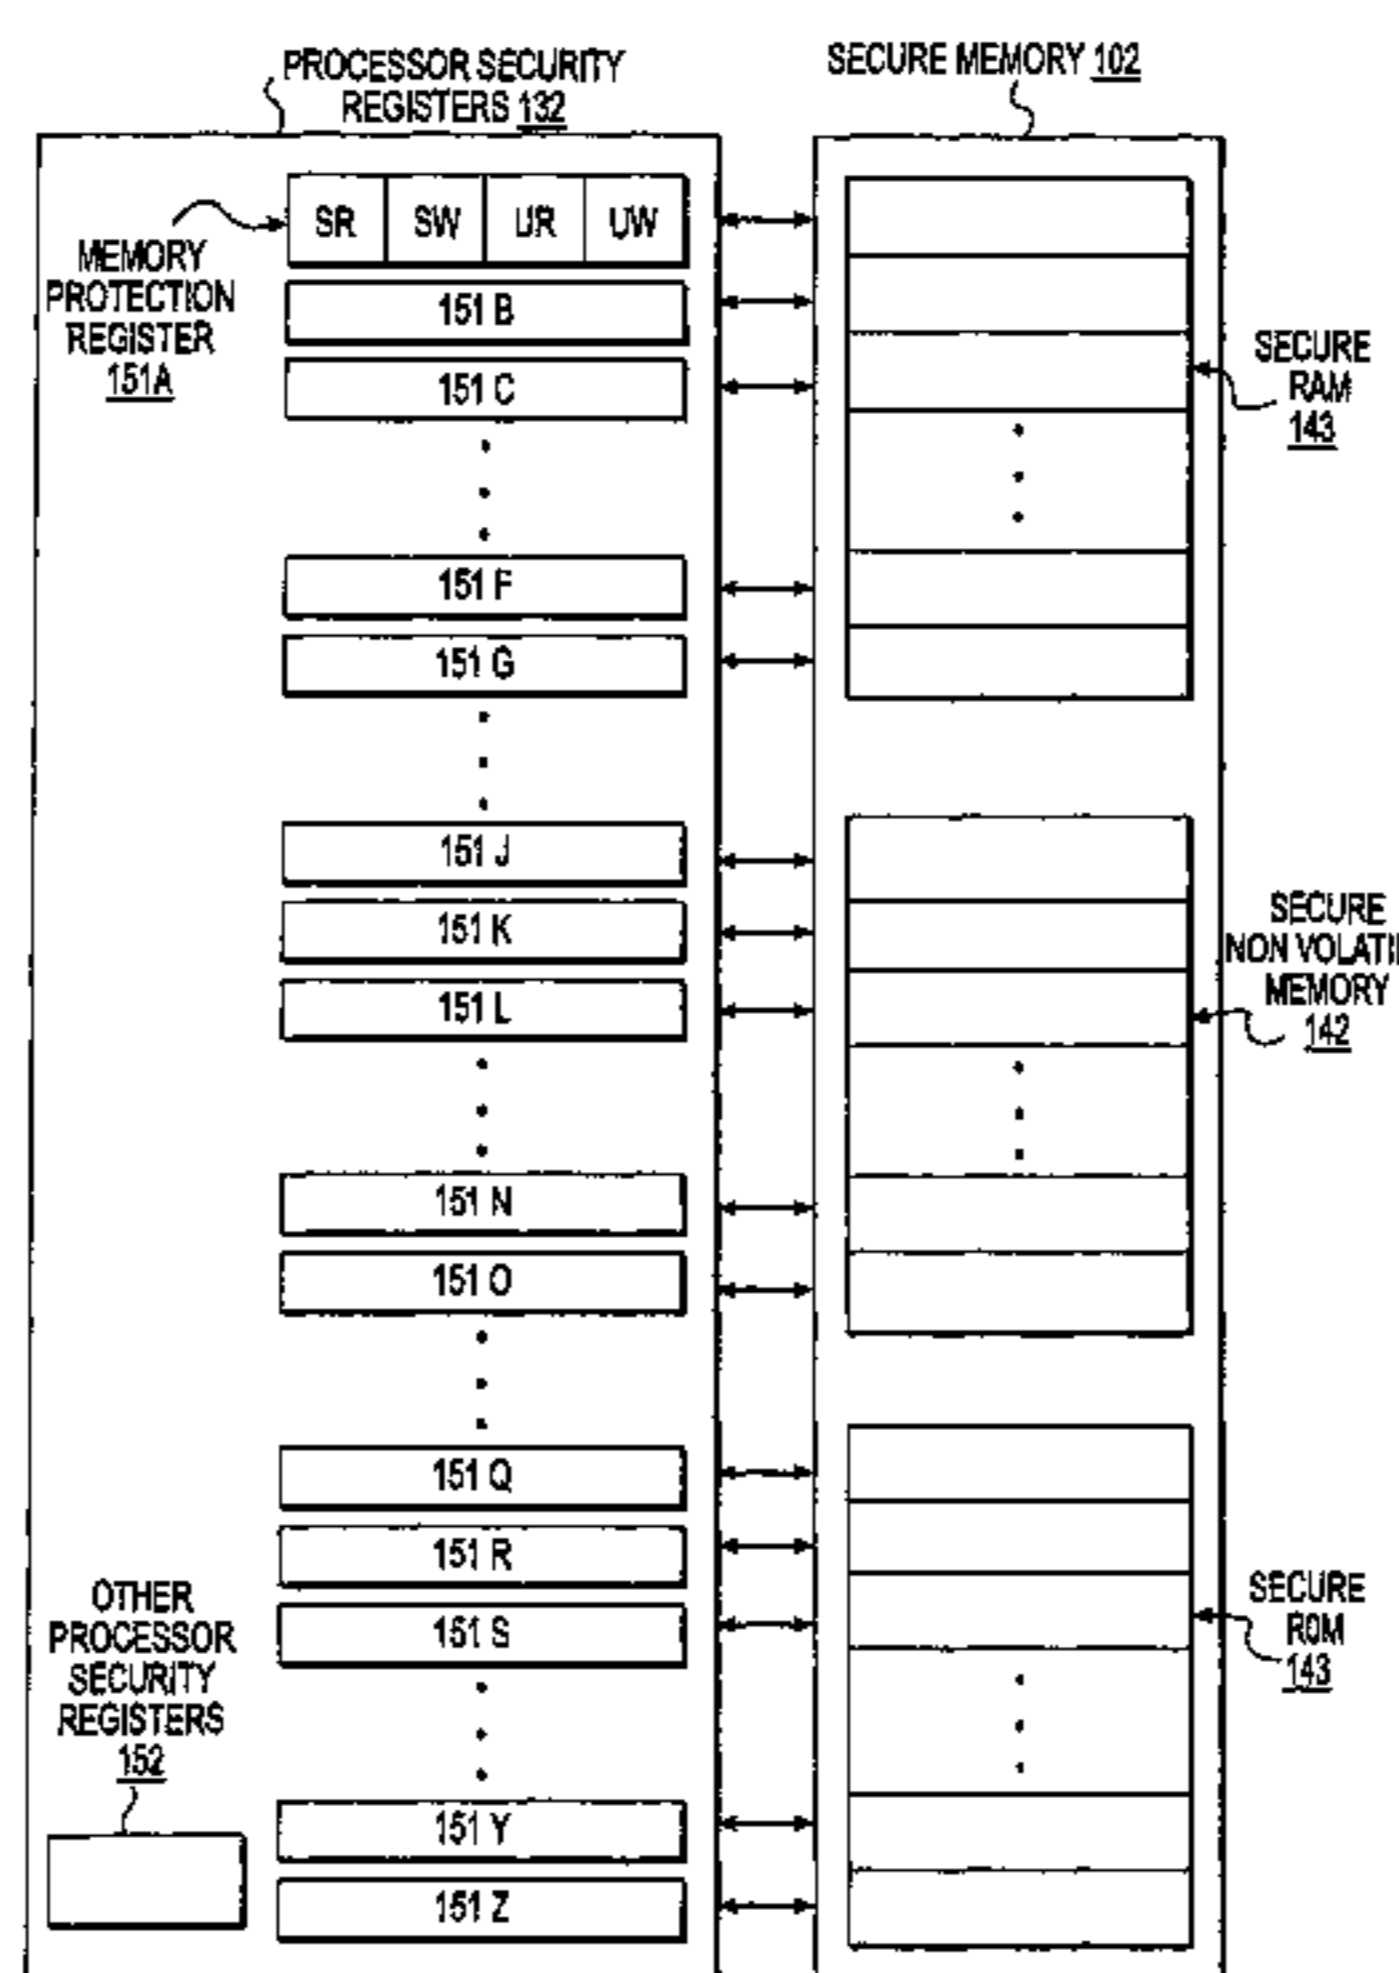 PROCESSOR SECURITY
REGISTERS 132
SECURE MEMORY 102
SR SW UR UW
MEMORY
PROTECTION
REGISTER
151A
151 B
151 C
SECURE
RAM
143
151 F
151 G
151 J
151 K
151 L
SECURE
NON VOLATIL
MEMORY
142
151 N
151 O
151 Q
151 R
151 S
SECURE
ROM
143
OTHER
PROCESSOR
SECURITY
REGISTERS
152
151 Y
151 Z